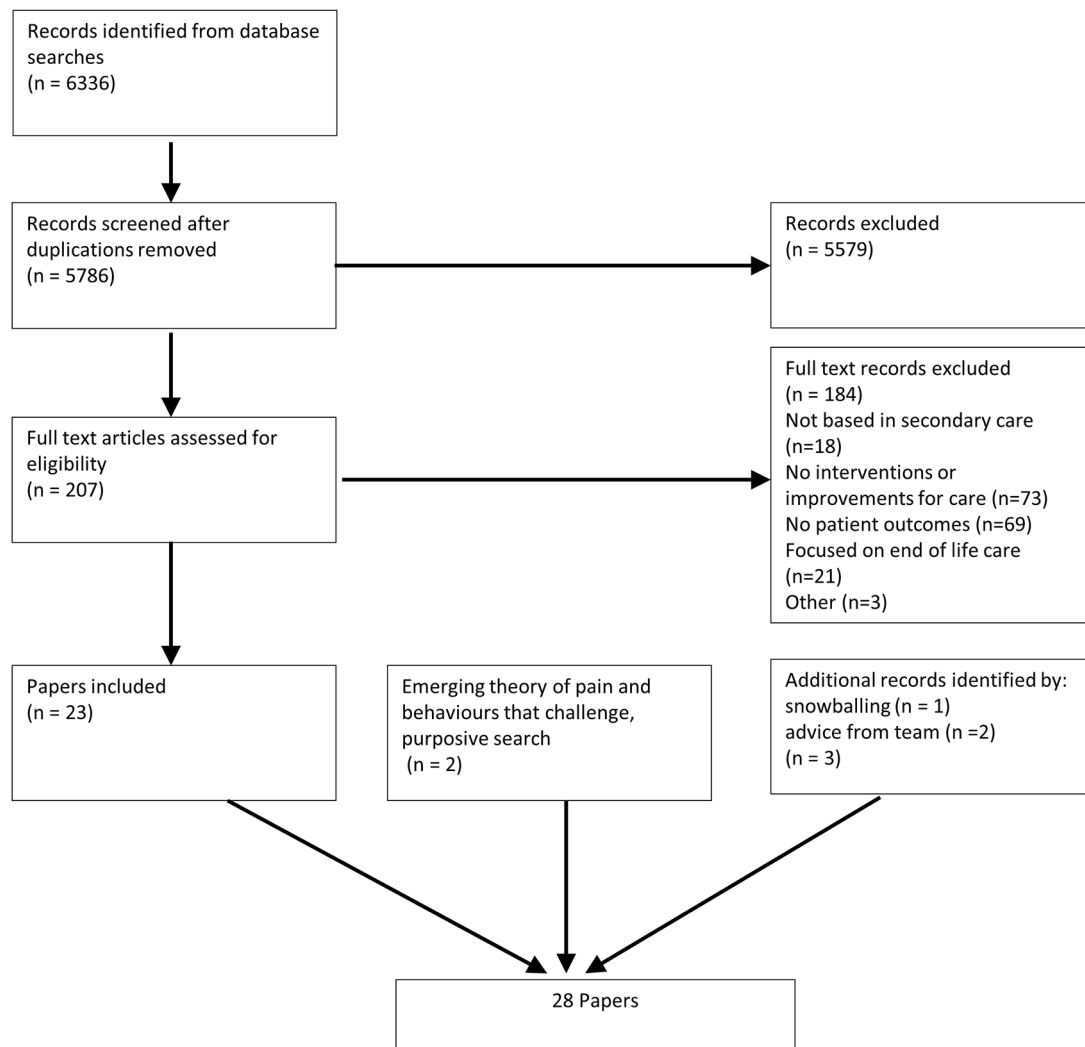 Records identified from database
searches
(n = 6336)
Records screened after
duplications removed
(n = 5786)
Records excluded
(n = 5579)
Full text articles assessed for
eligibility
(n = 207)
Full text records excluded
(n = 184)
Not based in secondary care
(n=18)
No interventions or
improvements for care (n=73)
No patient outcomes (n=69)
Focused on end of life care
(n=21)
Other (n=3)
Papers included
(n = 23)
Emerging theory of pain and
behaviours that challenge,
purposive search
(n = 2)
Additional records identified by:
snowballing (n = 1)
advice from team (n =2)
(n = 3)
28 Papers